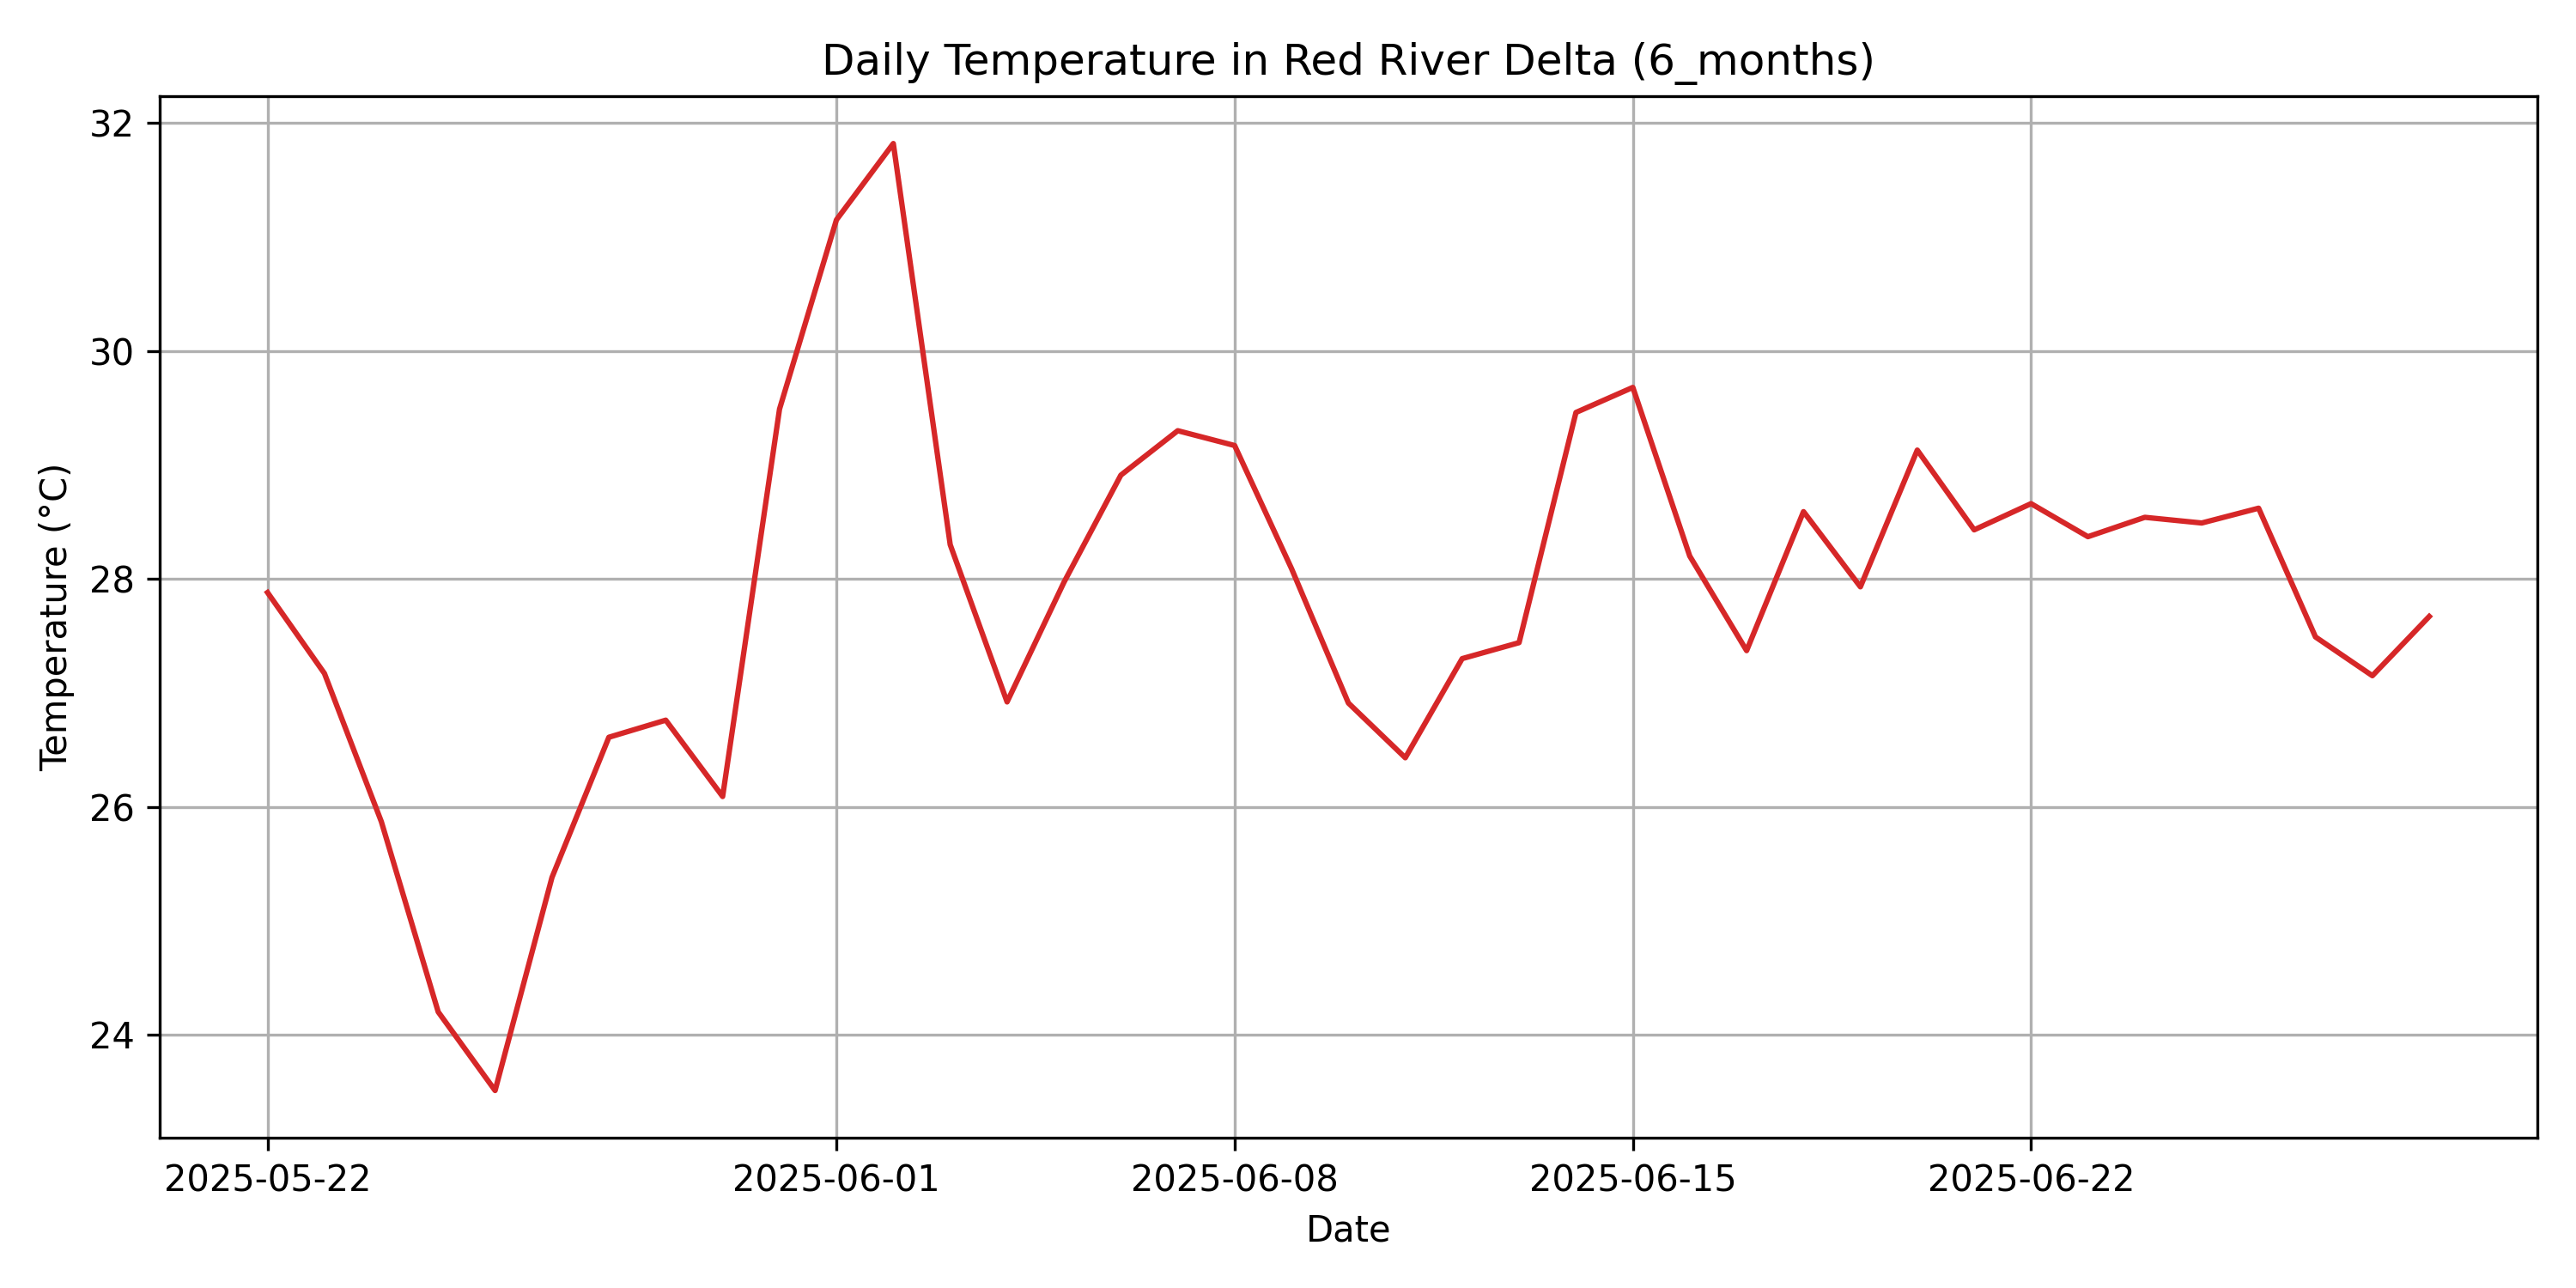 Daily Temperature in Red River Delta (6_months)
32
30
28
26
24
Temperature (°C)
2025-05-22 2025-06-01 2025-06-08 2025-06-15 2025-06-22
Date